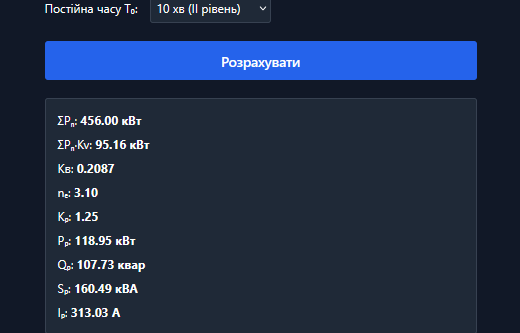 Постійна часу T₀: 10 хв (II рівень)
Розрахувати
ΣPₙ: 456.00 кВт
ΣPₙ·Kv: 95.16 кВт
Kв: 0.2087
nₑ: 3.10
Kₚ: 1.25
Pₚ: 118.95 кВт
Qₚ: 107.73 квар
Sₚ: 160.49 кВА
Iₚ: 313.03 А